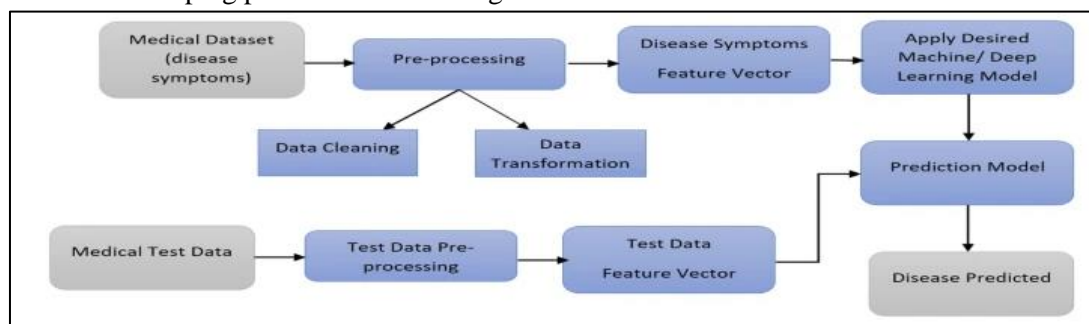 Medical Dataset
(disease
symptoms)
Pre-processing
Disease Symptoms
Feature Vector
Apply Desired
Machine/ Deep
Learning Model
Data Cleaning
Data
Transformation
Prediction Model
Medical Test Data
Test Data Pre-
processing
Test Data
Feature Vector
Disease Predicted